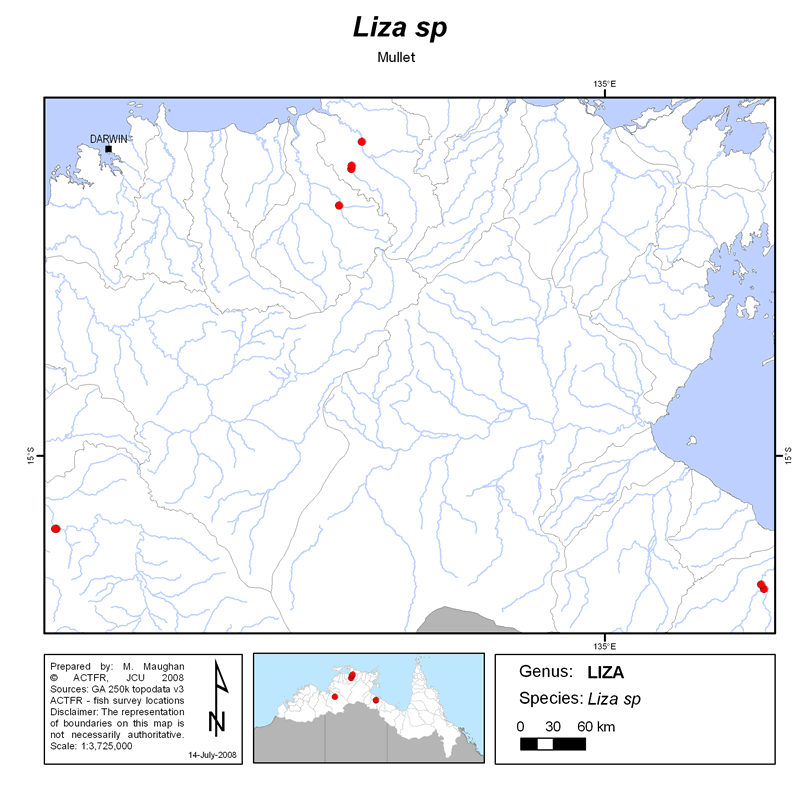 Liza sp
Mullet
135°E
DARWIN
15°S
15°S
135°E
Prepared by: M. Maughan
© ACTFR, JCU 2008
Sources: GA 250k topodata v3
ACTFR - fish survey locations
Disclaimer: The representation
of boundaries on this map is
not necessarily authoritative.
Scale: 1:3,725,000
N
14-July-2008
Genus: LIZA
Species: Liza sp
0 30 60 km